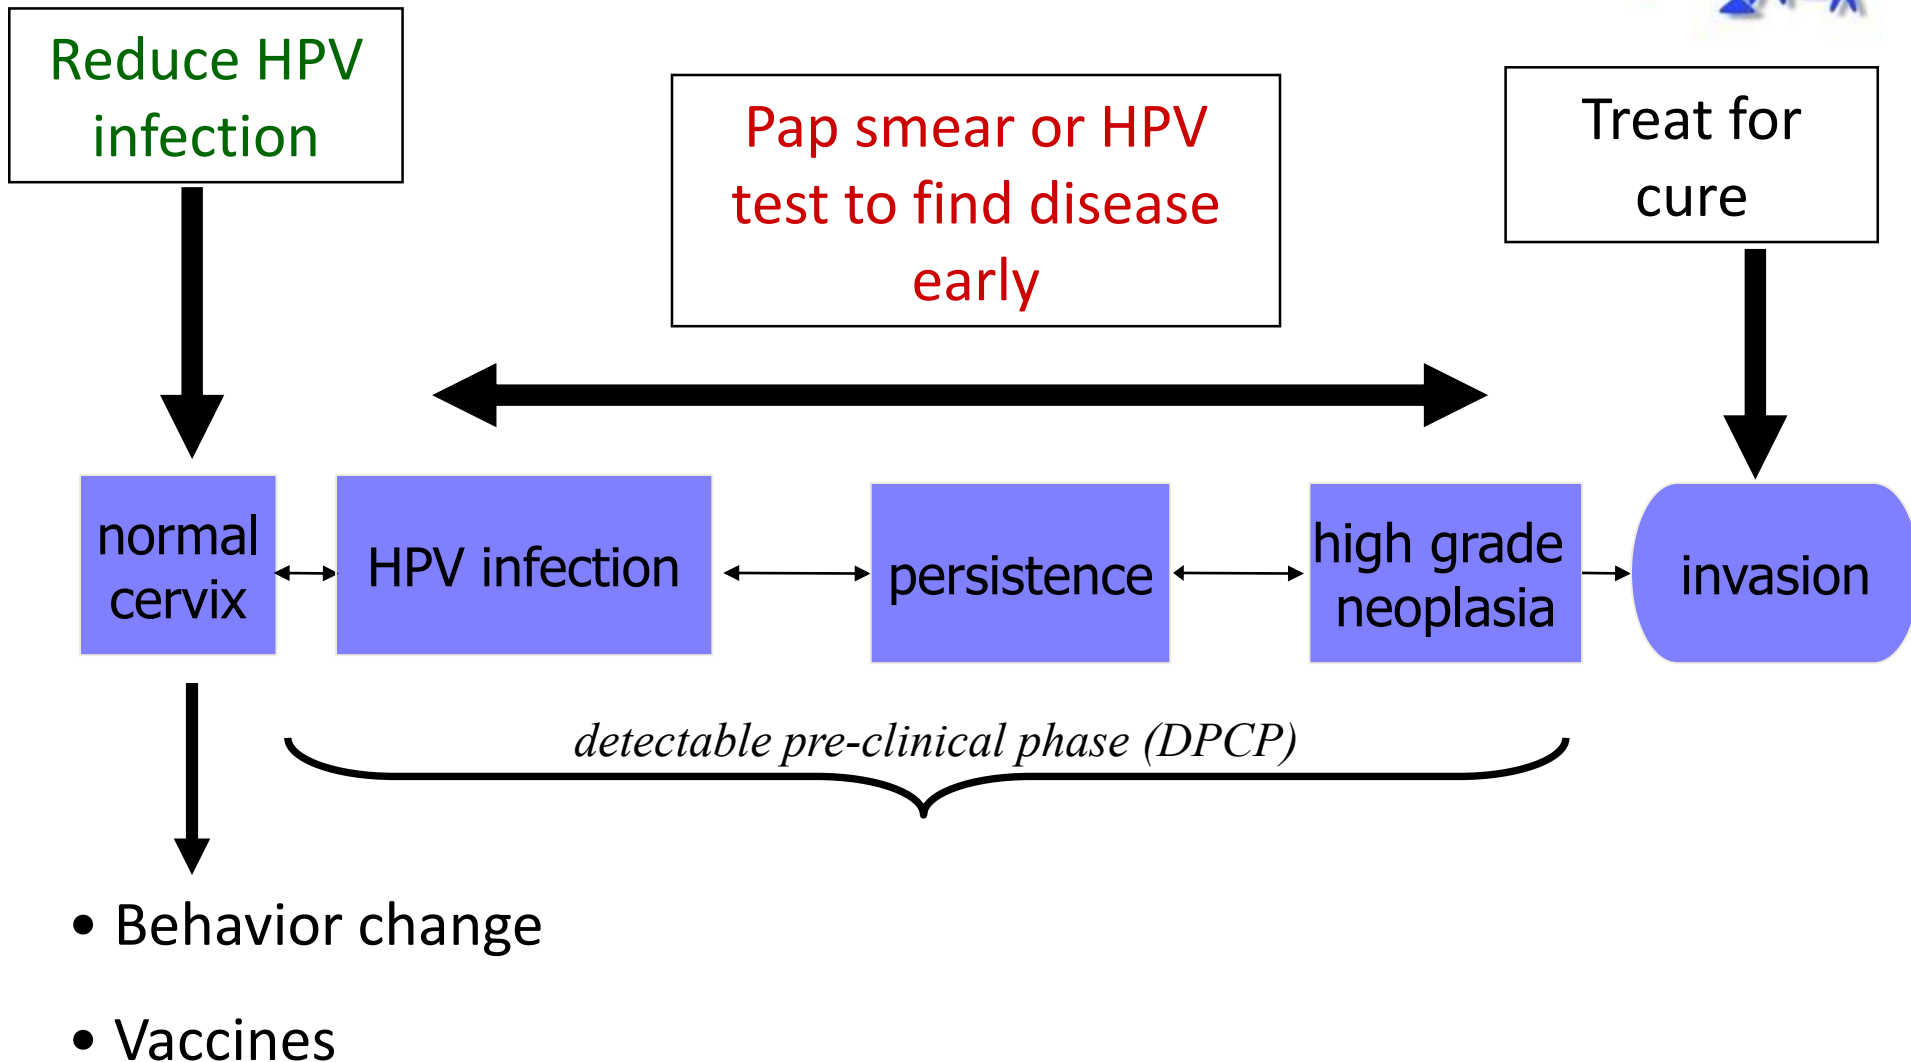 Reduce HPV
infection
Pap smear or HPV
test to find disease
early
Treat for
cure
normal
cervix
HPV infection
persistence
high grade
neoplasia
invasion
detectable pre-clinical phase (DPCP)
• Behavior change
• Vaccines